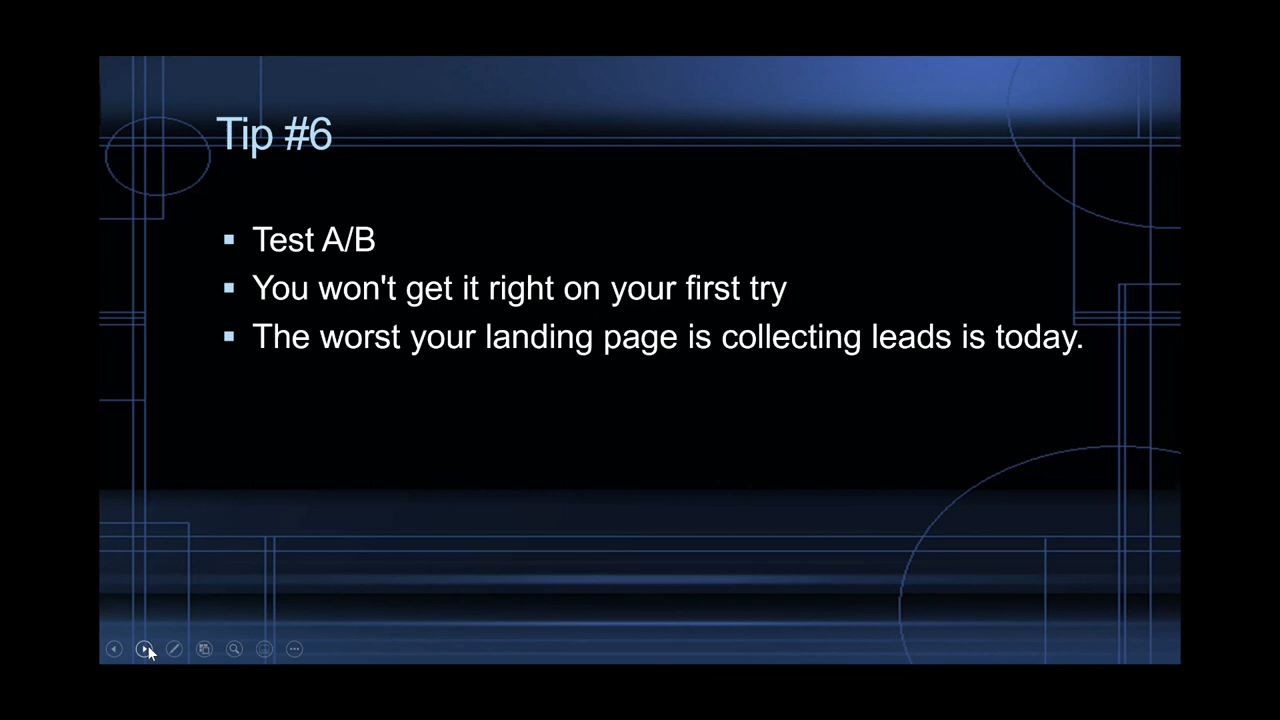 Tip #6
Test A/B
You won't get it right on your first try
The worst your landing page is collecting leads is today.